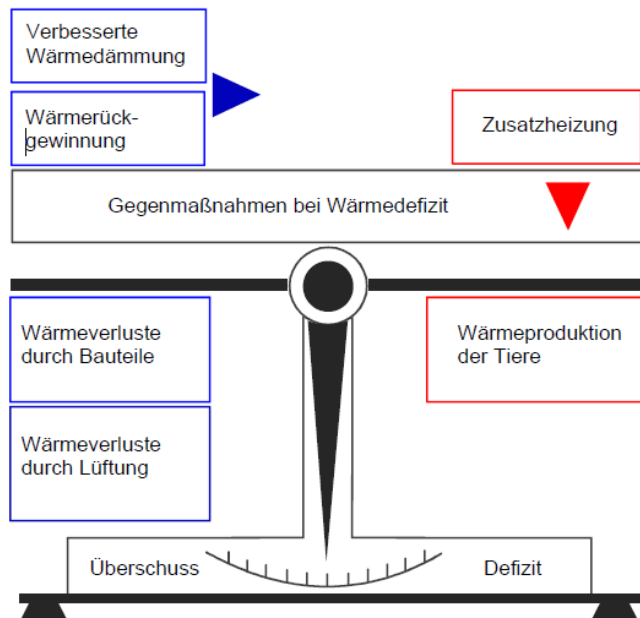 Verbesserte
Wärmedämmung
Wärmerück-
gewinnung
Zusatzheizung
Gegenmaßnahmen bei Wärmedefizit
Wärmeverluste
durch Bauteile
Wärmeproduktion
der Tiere
Wärmeverluste
durch Lüftung
Überschuss
Defizit